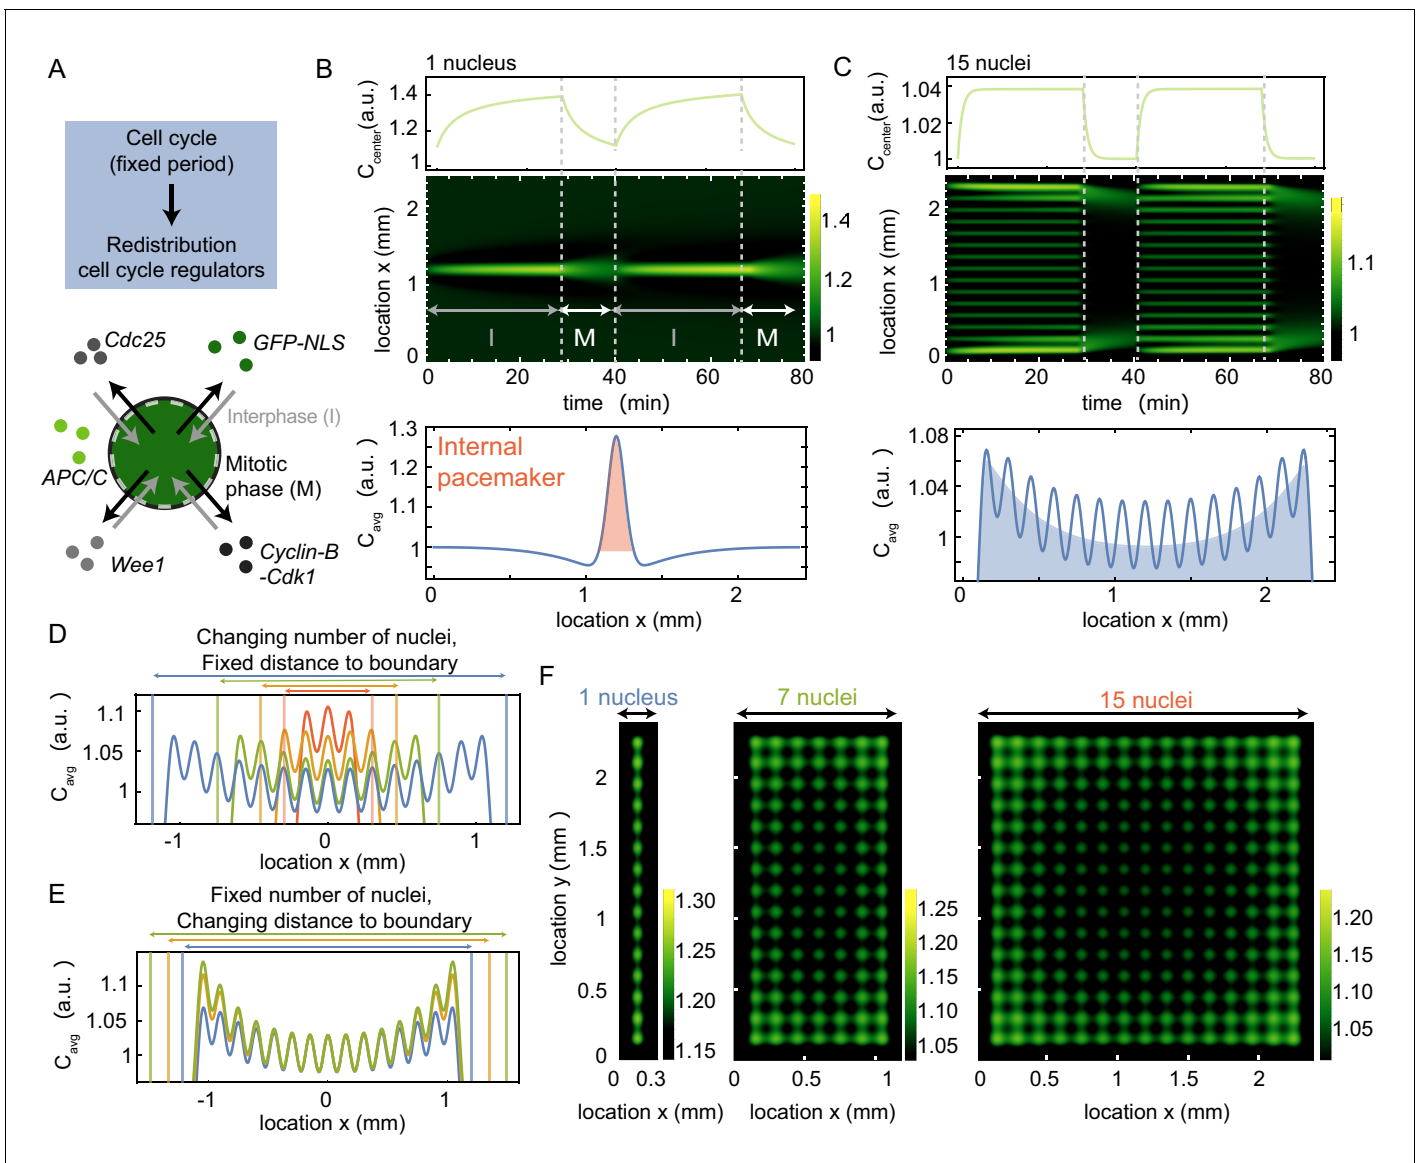 A
Cell cycle
(fixed period)
Redistribution
cell cycle regulators
Cdc25
GFP-NLS
Interphase (I)
APC/C
Mitotic
phase (M)
Wee1
Cyclin-B
-Cdk1
B
1 nucleus
C center (a.u.)
1.4
1.2
1
location x (mm)
2
1
0
I
M
I
M
1.4
1.2
1
0 20 40 60 80
time (min)
C avg (a.u. )
1.3
1.2
1.1
1
Internal
pacemaker
0 1 2
location x (mm)
C
15 nuclei
C center (a.u.)
1.04
1.02
1
location x (mm)
2
1
0
1.1
1
0 20 40 60 80
time (min)
C avg (a.u. )
1.08
1.04
1
0 1 2
location x (mm)
D
Changing number of nuclei,
Fixed distance to boundary
C avg (a.u. )
1.1
1.05
1
-1 0 1
location x (mm)
E
Fixed number of nuclei,
Changing distance to boundary
C avg (a.u. )
1.1
1.05
1
-1 0 1
location x (mm)
F
1 nucleus
7 nuclei
15 nuclei
location y (mm )
2
1.5
1
0.5
0
0 0.3
location x (mm)
1.30
1.25
1.20
1.15
0 0.5 1
location x (mm)
1.25
1.20
1.15
1.10
1.05
0 0.5 1 1.5 2
location x (mm)
1.20
1.15
1.10
1.05